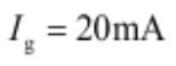 I_g = 20mA